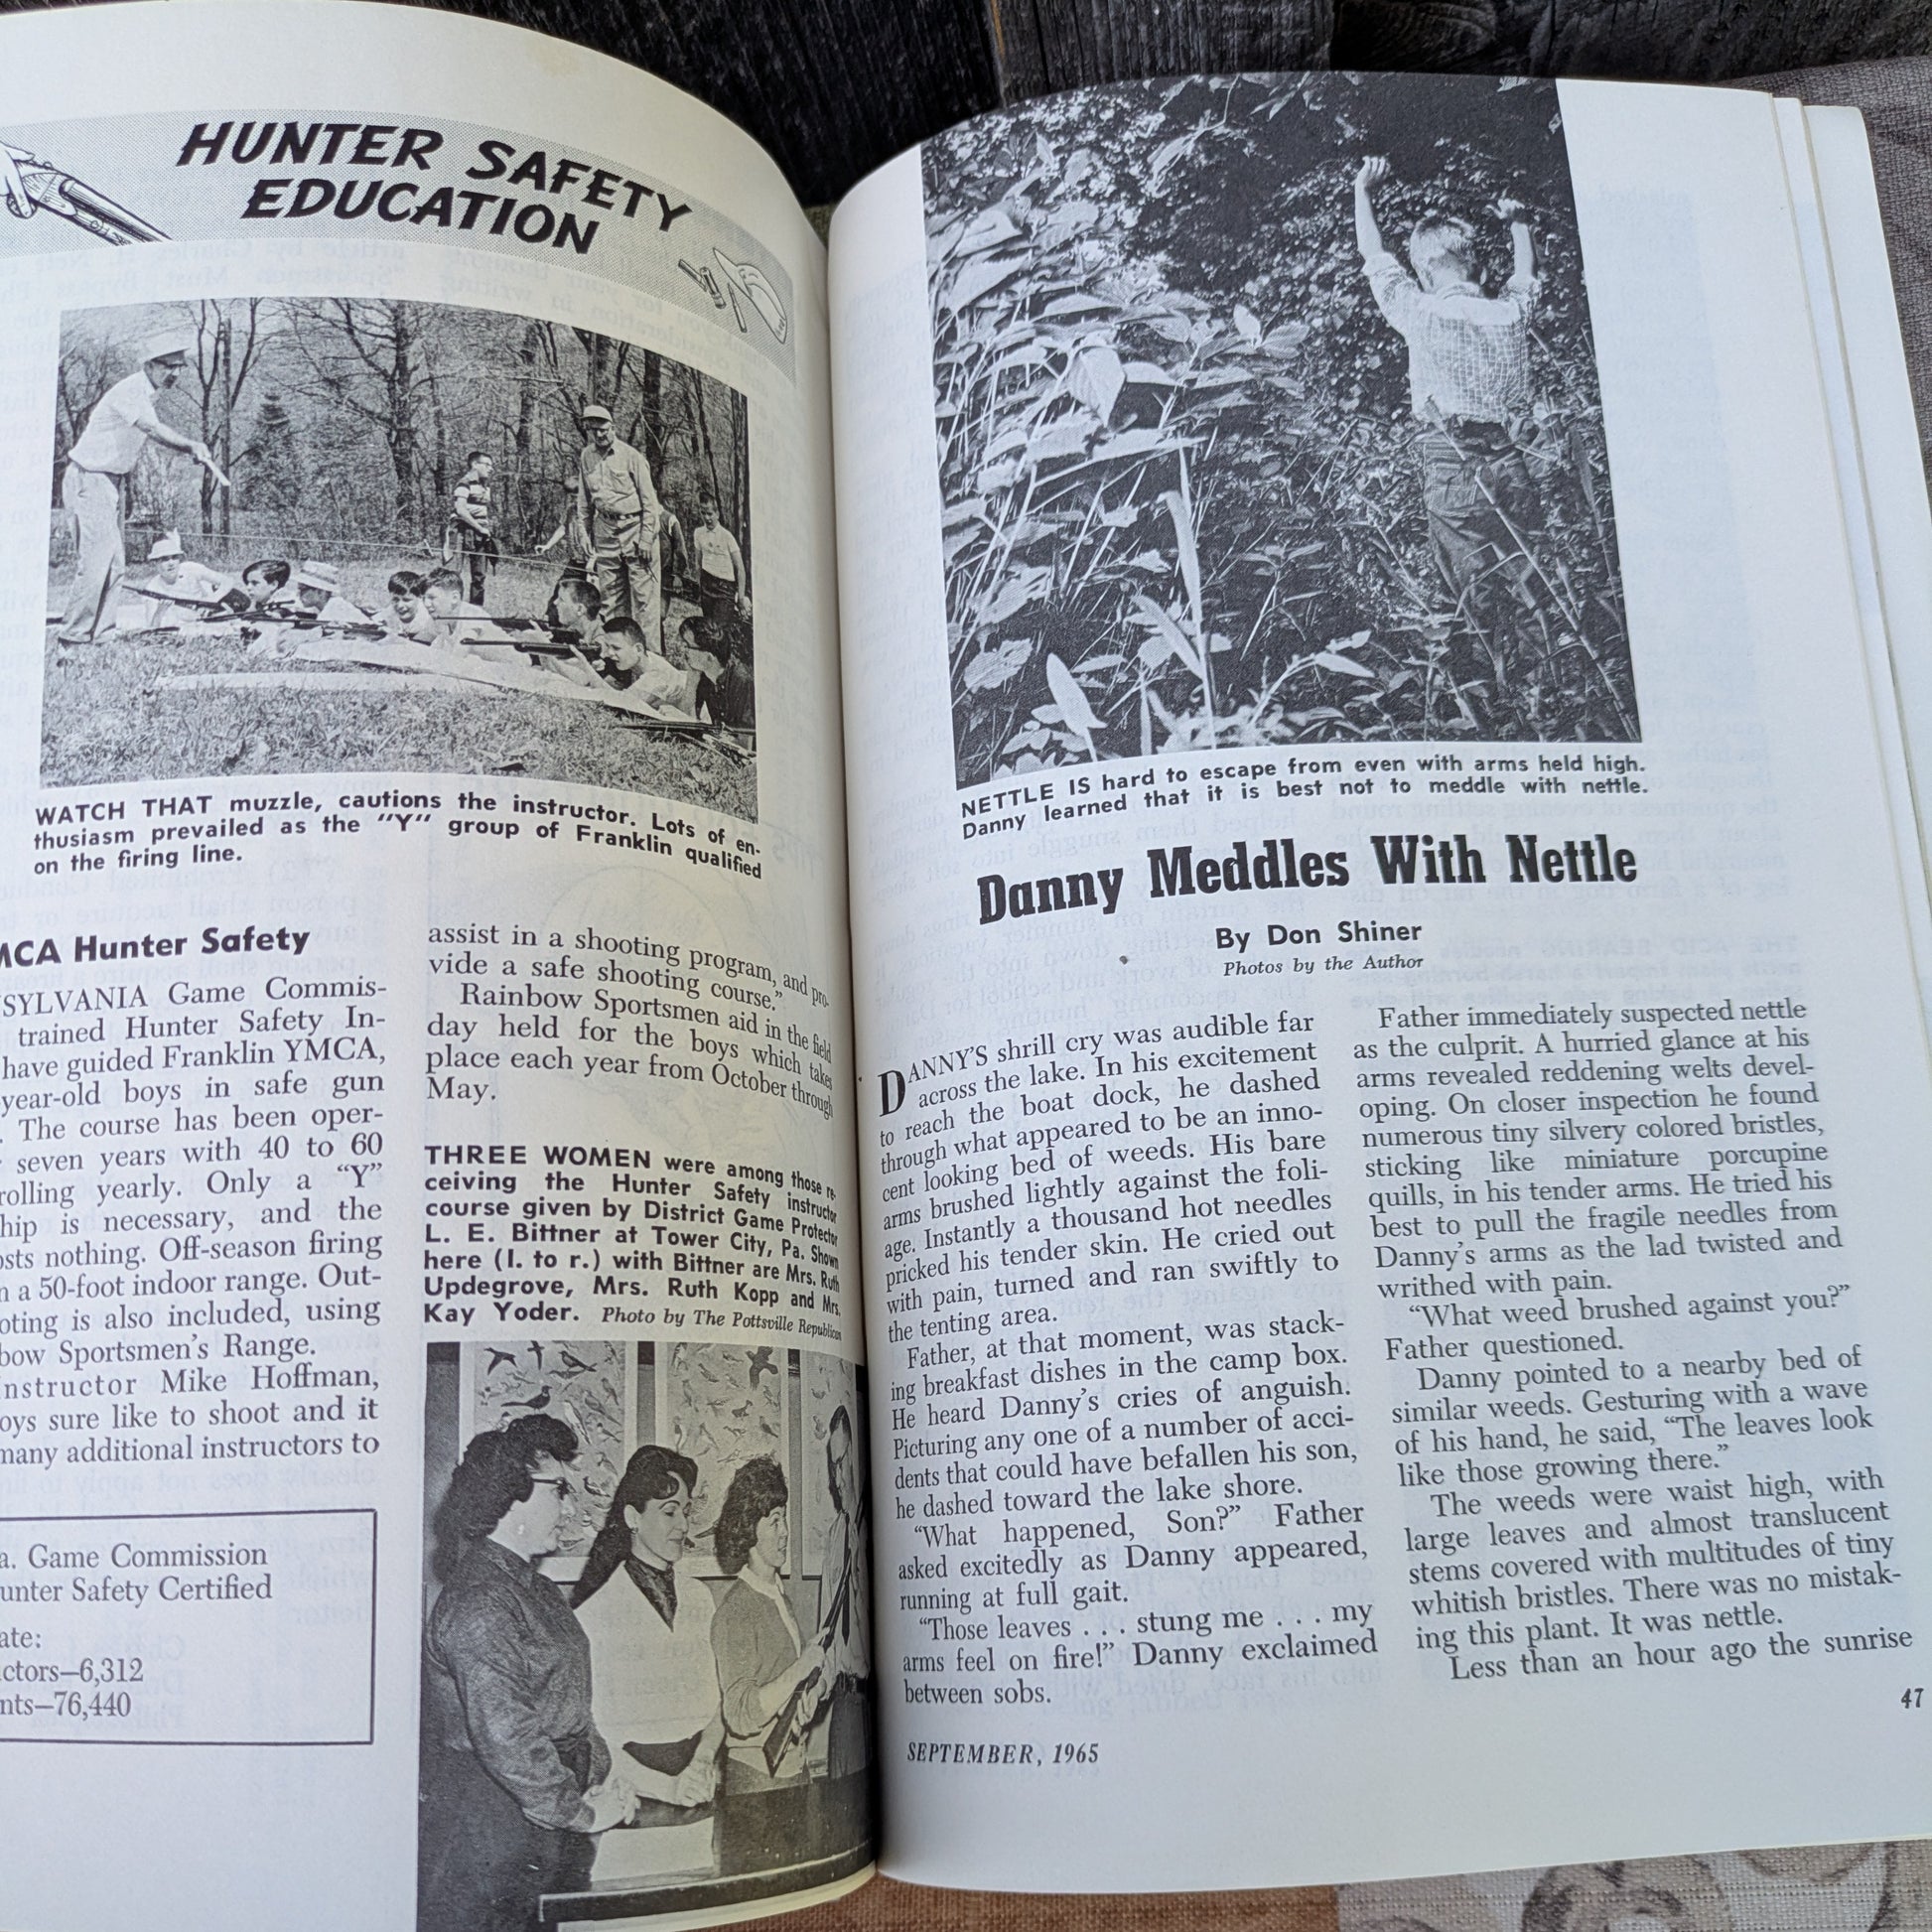 HUNTER SAFETY
EDUCATION
WATCH THAT muzzle, cautions the instructor. Lots of en-
thusiasm prevailed as the "Y" group of Franklin qualified
on the firing line.
MCA Hunter Safety
SYLVANIA Game Commis-
trained Hunter Safety In-
have guided Franklin YMCA,
year-old boys in safe gun
. The course has been oper-
seven years with 40 to 60
rolling yearly. Only a “Y”
hip is necessary, and the
osts nothing. Off-season firing
n a 50-foot indoor range. Out-
oting is also included, using
bow Sportsmen’s Range.
nstructor Mike Hoffman,
oys sure like to shoot and it
many additional instructors to
a. Game Commission
unter Safety Certified
ate:
ctors—6,312
nts—76,440
assist in a shooting program, and pro-
vide a safe shooting course.”
Rainbow Sportsmen aid in the field
day held for the boys which takes
place each year from October through
May.
THREE WOMEN were among those re-
ceiving the Hunter Safety instructor
course given by District Game Protector
L. E. Bittner at Tower City, Pa. Shown
here (l. to r.) with Bittner are Mrs. Ruth
Updegrove, Mrs. Ruth Kopp and Mrs.
Kay Yoder. Photo by The Pottsville Republican
NETTLE IS hard to escape from even with arms held high.
Danny learned that it is best not to meddle with nettle.
Danny Meddles With Nettle
By Don Shiner
Photos by the Author
DANNY’S shrill cry was audible far
across the lake. In his excitement
to reach the boat dock, he dashed
through what appeared to be an inno-
cent looking bed of weeds. His bare
arms brushed lightly against the foli-
age. Instantly a thousand hot needles
pricked his tender skin. He cried out
with pain, turned and ran swiftly to
the tenting area.
Father, at that moment, was stack-
ing breakfast dishes in the camp box.
He heard Danny’s cries of anguish.
Picturing any one of a number of acci-
dents that could have befallen his son,
he dashed toward the lake shore.
“What happened, Son?” Father
asked excitedly as Danny appeared,
running at full gait.
“Those leaves . . . stung me . . . my
arms feel on fire!” Danny exclaimed
between sobs.
Father immediately suspected nettle
as the culprit. A hurried glance at his
arms revealed reddening welts devel-
oping. On closer inspection he found
numerous tiny silvery colored bristles,
sticking like miniature porcupine
quills, in his tender arms. He tried his
best to pull the fragile needles from
Danny’s arms as the lad twisted and
writhed with pain.
“What weed brushed against you?”
Father questioned.
Danny pointed to a nearby bed of
similar weeds. Gesturing with a wave
of his hand, he said, “The leaves look
like those growing there.”
The weeds were waist high, with
large leaves and almost translucent
stems covered with multitudes of tiny
whitish bristles. There was no mistak-
ing this plant. It was nettle.
Less than an hour ago the sunrise
SEPTEMBER, 1965
47